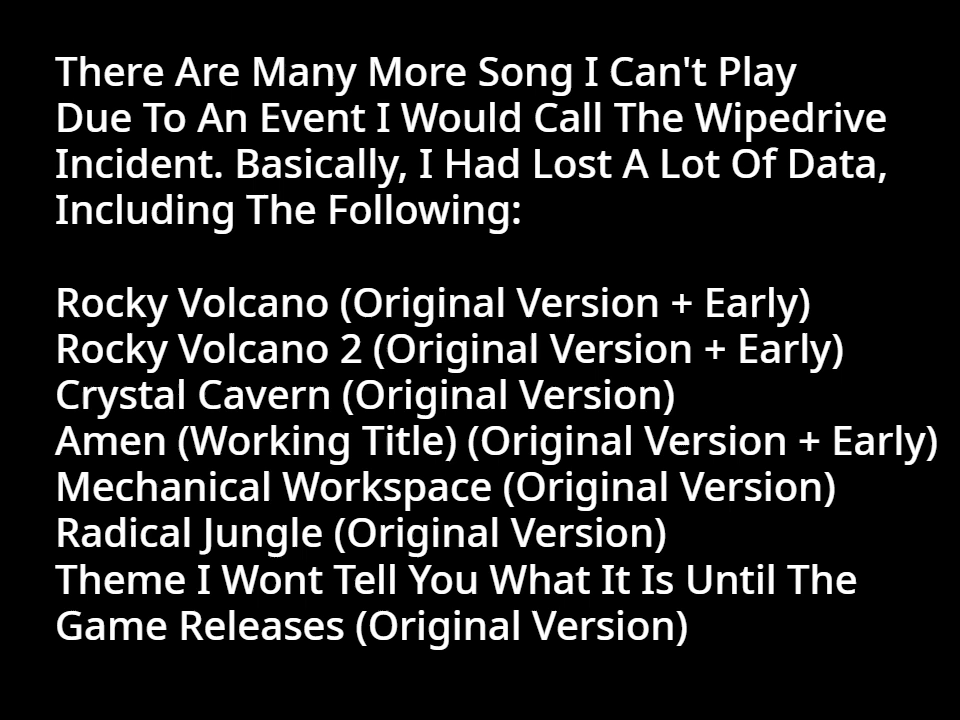 There Are Many More Song I Can't Play
Due To An Event I Would Call The Wipedrive
Incident. Basically, I Had Lost A Lot Of Data,
Including The Following:
Rocky Volcano (Original Version + Early)
Rocky Volcano 2 (Original Version + Early)
Crystal Cavern (Original Version)
Amen (Working Title) (Original Version + Early)
Mechanical Workspace (Original Version)
Radical Jungle (Original Version)
Theme I Wont Tell You What It Is Until The
Game Releases (Original Version)